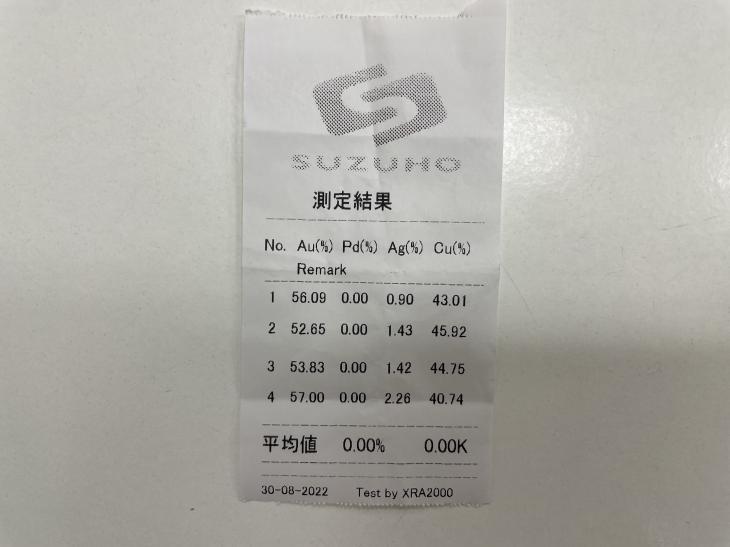 SUZUHO
測定結果
No. Au(%) Pd(%) Ag(%) Cu(%)
Remark
1 56.09 0.00 0.90 43.01
2 52.65 0.00 1.43 45.92
3 53.83 0.00 1.42 44.75
4 57.00 0.00 2.26 40.74
平均値 0.00% 0.00K
30-08-2022 Test by XRA2000